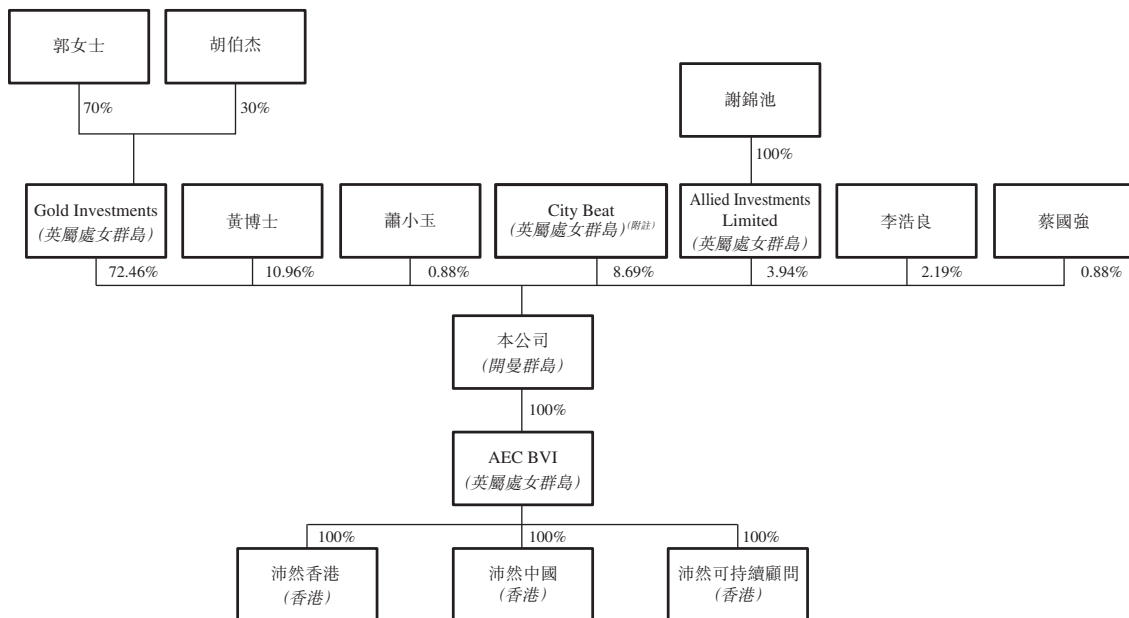 郭女士
胡伯杰
謝錦池
70%
30%
100%
Gold Investments
(英屬處女群島)
黃博士
蕭小玉
City Beat
(英屬處女群島)(附註)
Allied Investments
Limited
(英屬處女群島)
李浩良
蔡國強
72.46%
10.96%
0.88%
8.69%
3.94%
2.19%
0.88%
本公司
(開曼群島)
100%
AEC BVI
(英屬處女群島)
100%
100%
100%
沛然香港
(香港)
沛然中國
(香港)
沛然可持續顧問
(香港)